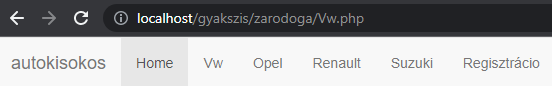 localhost/gyakszis/zarodoga/Vw.php
autokisokos Home Vw Opel Renault Suzuki Regisztrácio